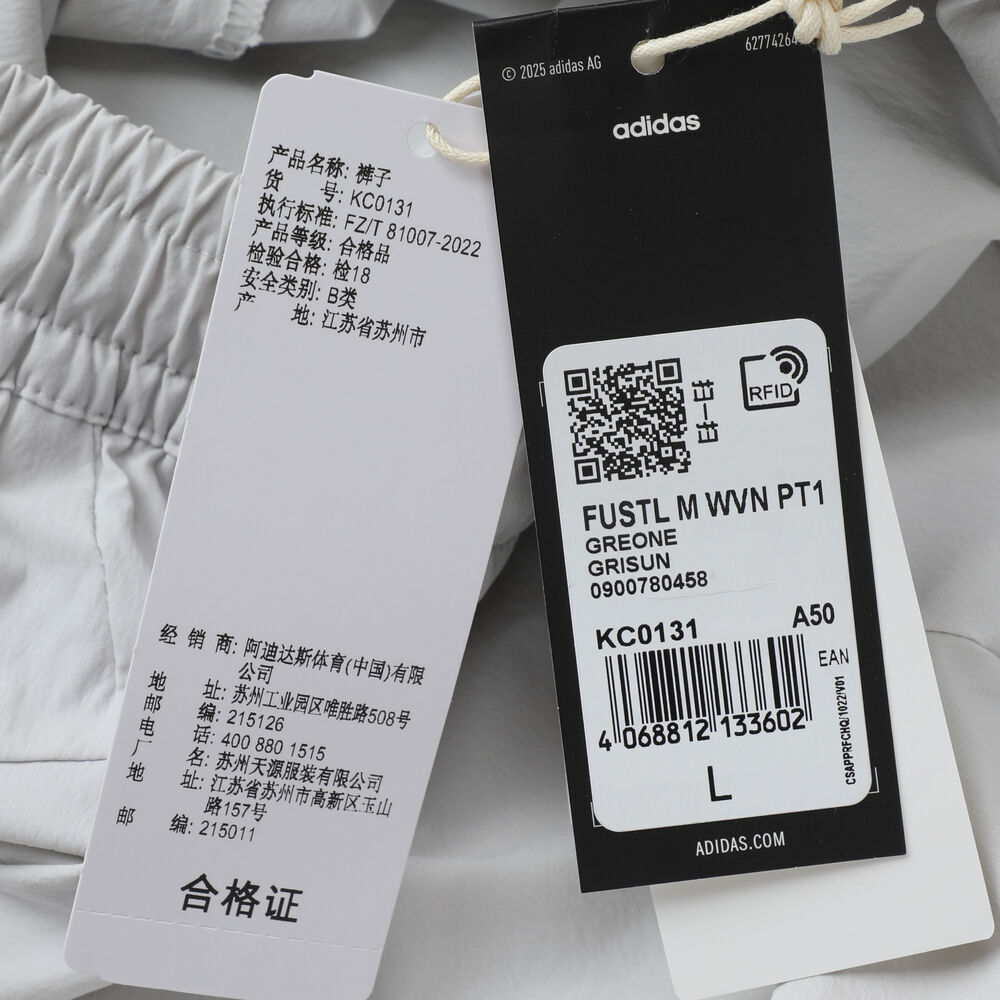 产品名称: 裤子
货 号: KC0131
执行标准: FZ/T 81007-2022
产品等级: 合格品
检验合格: 检18
安全类别: B类
产 地: 江苏省苏州市
经 销 商: 阿迪达斯体育(中国)有限
公司
地 址: 苏州工业园区唯胜路508号
邮 编: 215126
电 话: 400 880 1515
厂 名: 苏州天源服装有限公司
地 址: 江苏省苏州市高新区玉山
路157号
邮 编: 215011
合格证
© 2025 adidas AG
62774264
adidas
扫一扫
RFID
FUSTL M WVN PT1
GREONE
GRISUN
0900780458
KC0131
A50
EAN
4 068812 133602
CSAPPRFCHQ/1022/V01
L
ADIDAS.COM